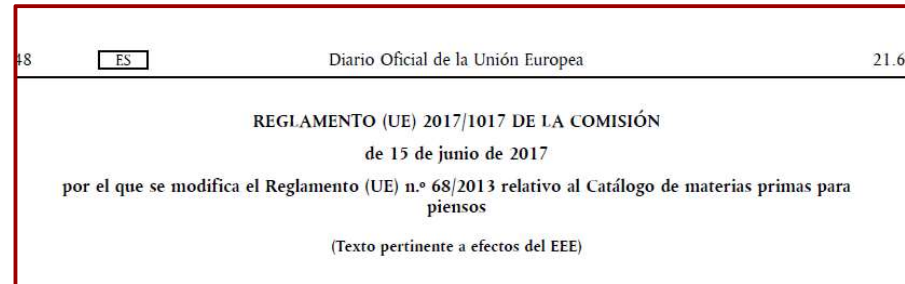 48 ES Diario Oficial de la Unión Europea 21.6
REGLAMENTO (UE) 2017/1017 DE LA COMISIÓN
de 15 de junio de 2017
por el que se modifica el Reglamento (UE) n.º 68/2013 relativo al Catálogo de materias primas para
piensos
(Texto pertinente a efectos del EEE)